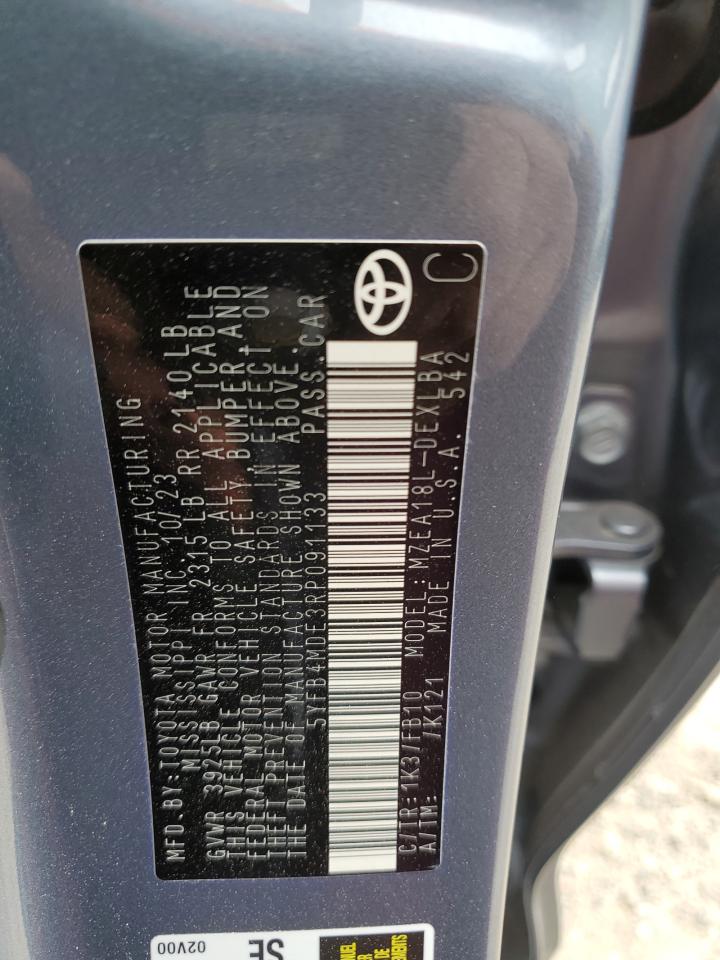 MFD.BY: TOYOTA MOTOR MANUFACTURING
MISSISSIPPI INC. 10/23
GVWR 3925LB GAWR FR 2315 LB RR 2140 LB
THIS VEHICLE CONFORMS TO ALL APPLICABLE
FEDERAL MOTOR VEHICLE SAFETY, BUMPER, AND
THEFT PREVENTION STANDARDS IN EFFECT ON
THE DATE OF MANUFACTURE SHOWN ABOVE.
5YFB4MDE3RP091133 PASS. CAR
C/TR: 1K3/FB10 MODEL: MZEA18L-DEXLBA
A/TM: /K121 MADE IN U.S.A. 542
C
SE
02V00
DE